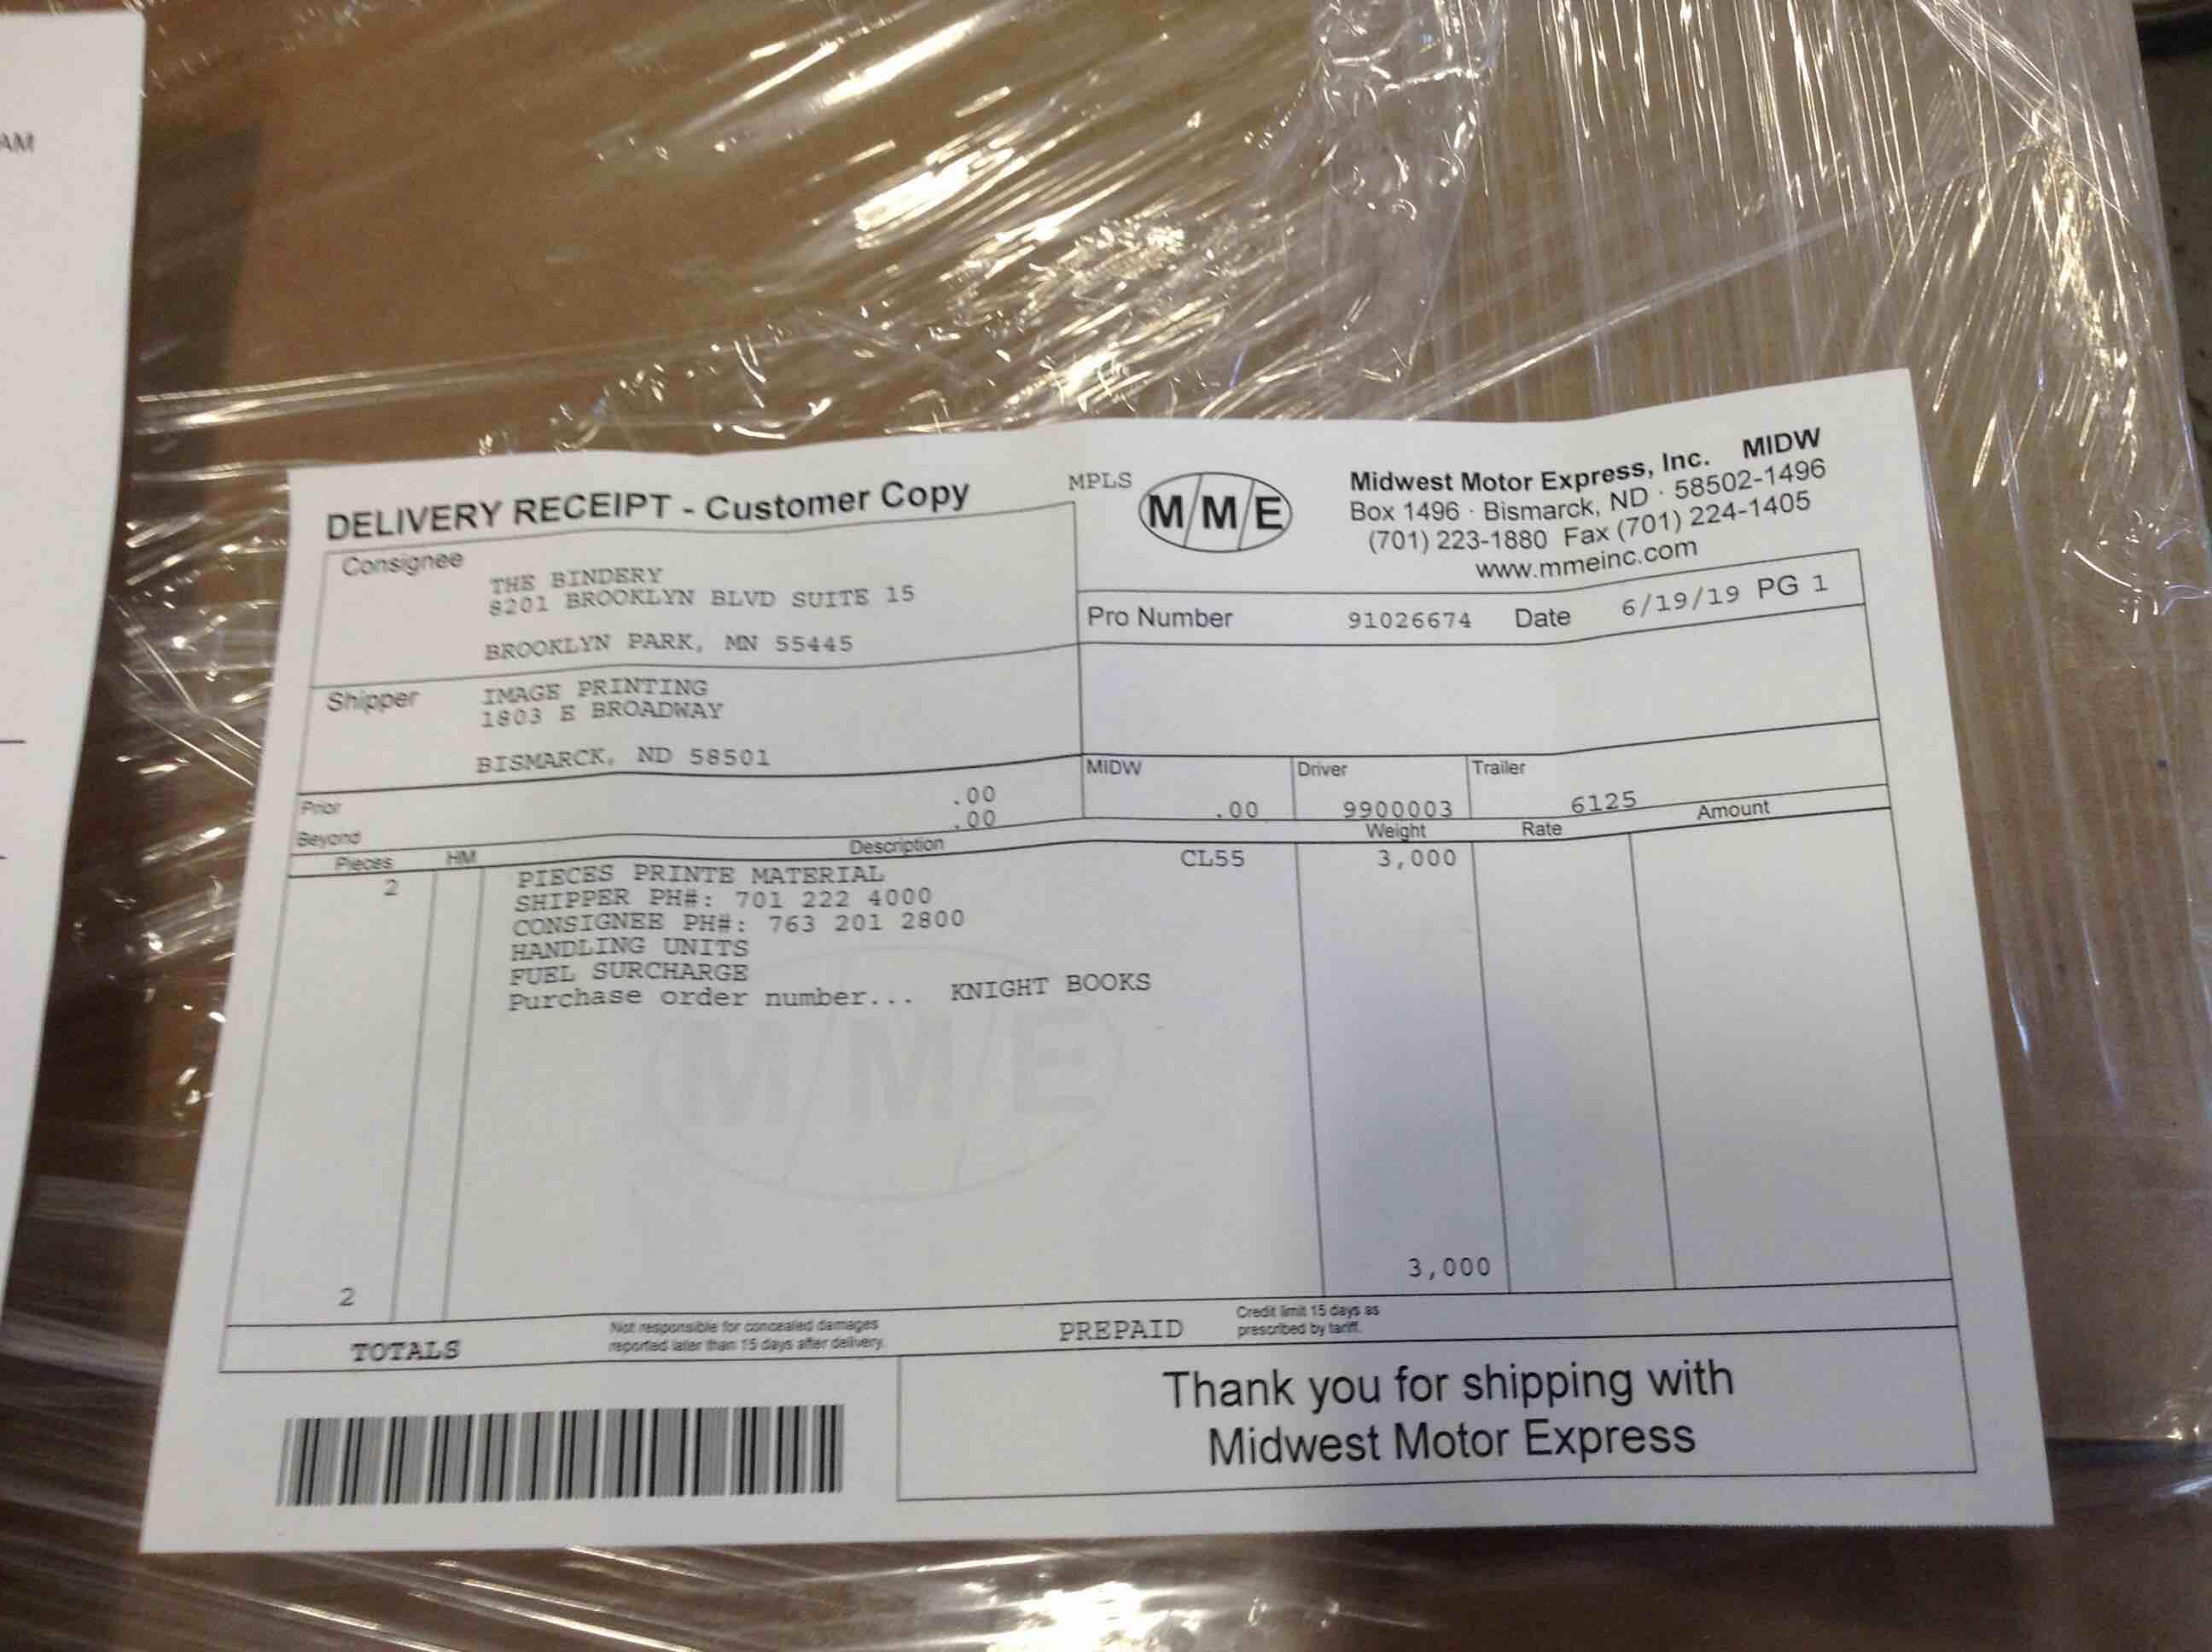 AM
DELIVERY RECEIPT - Customer Copy
MPLS
M/M/E
Midwest Motor Express, Inc. MIDW
Box 1496 · Bismarck, ND · 58502-1496
(701) 223-1880 Fax (701) 224-1405
www.mmeinc.com
Consignee
THE BINDERY
8201 BROOKLYN BLVD SUITE 15
BROOKLYN PARK, MN 55445
Pro Number 91026674 Date 6/19/19 PG 1
Shipper
IMAGE PRINTING
1803 E BROADWAY
BISMARCK, ND 58501
MIDW Driver Trailer
Prior .00
.00 9900003 6125
Beyond .00
Pieces HM Description Weight Rate Amount
2 PIECES PRINTE MATERIAL CL55 3,000
SHIPPER PH#: 701 222 4000
CONSIGNEE PH#: 763 201 2800
HANDLING UNITS
FUEL SURCHARGE
Purchase order number... KNIGHT BOOKS
M/M/E
2 3,000
TOTALS
Not responsible for concealed damages
reported later than 15 days after delivery.
PREPAID
Credit limit 15 days as
prescribed by tariff.
Thank you for shipping with
Midwest Motor Express